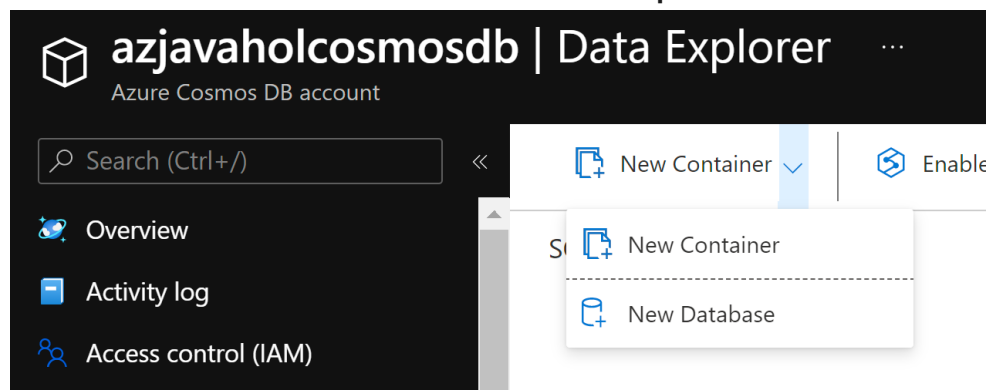 azjavaholcosmosdb | Data Explorer ...
Azure Cosmos DB account
Search (Ctrl+/)
Overview
Activity log
Access control (IAM)
New Container
Enable
New Container
New Database